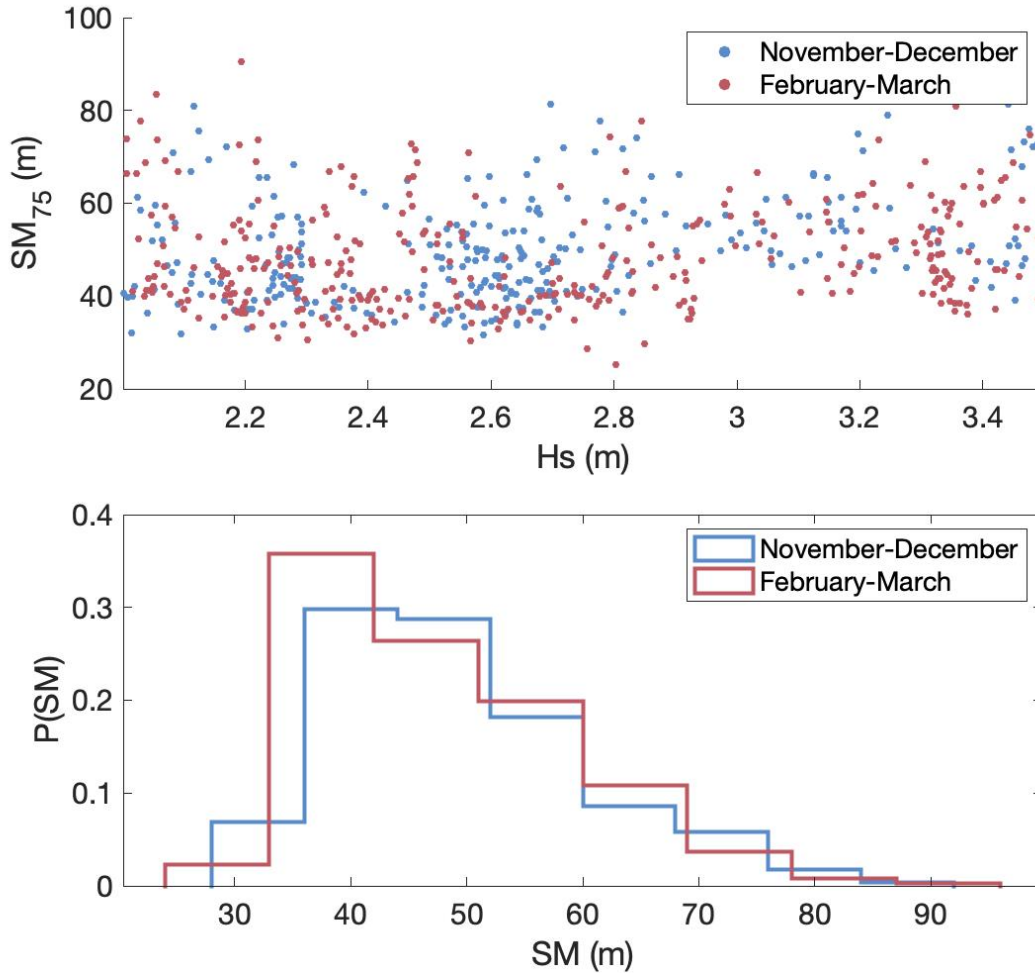 100
80
60
40
20
SM75 (m)
November-December
February-March
2.2 2.4 2.6 2.8 3 3.2 3.4
Hs (m)
0.4
0.3
0.2
0.1
0
P(SM)
November-December
February-March
30 40 50 60 70 80 90
SM (m)